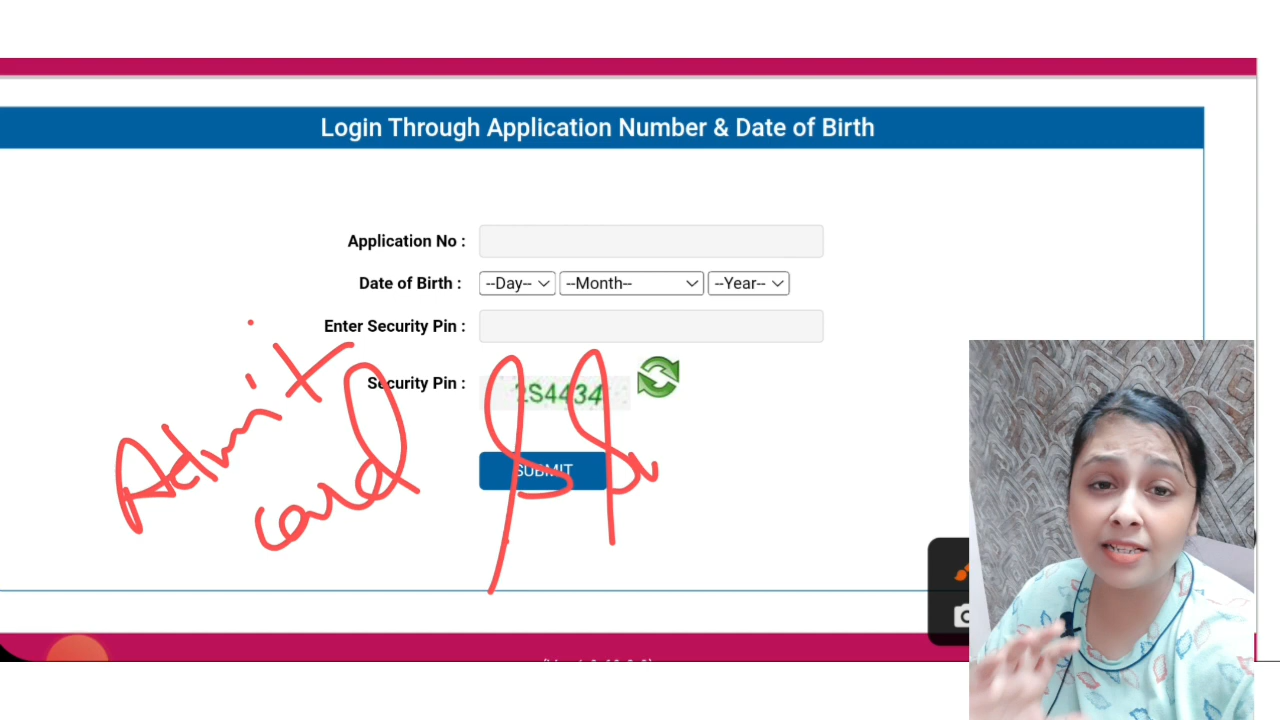 Login Through Application Number & Date of Birth
Application No :
Date of Birth : --Day-- --Month-- --Year--
Enter Security Pin :
Security Pin : 2S4434
SUBMIT
Admit
card